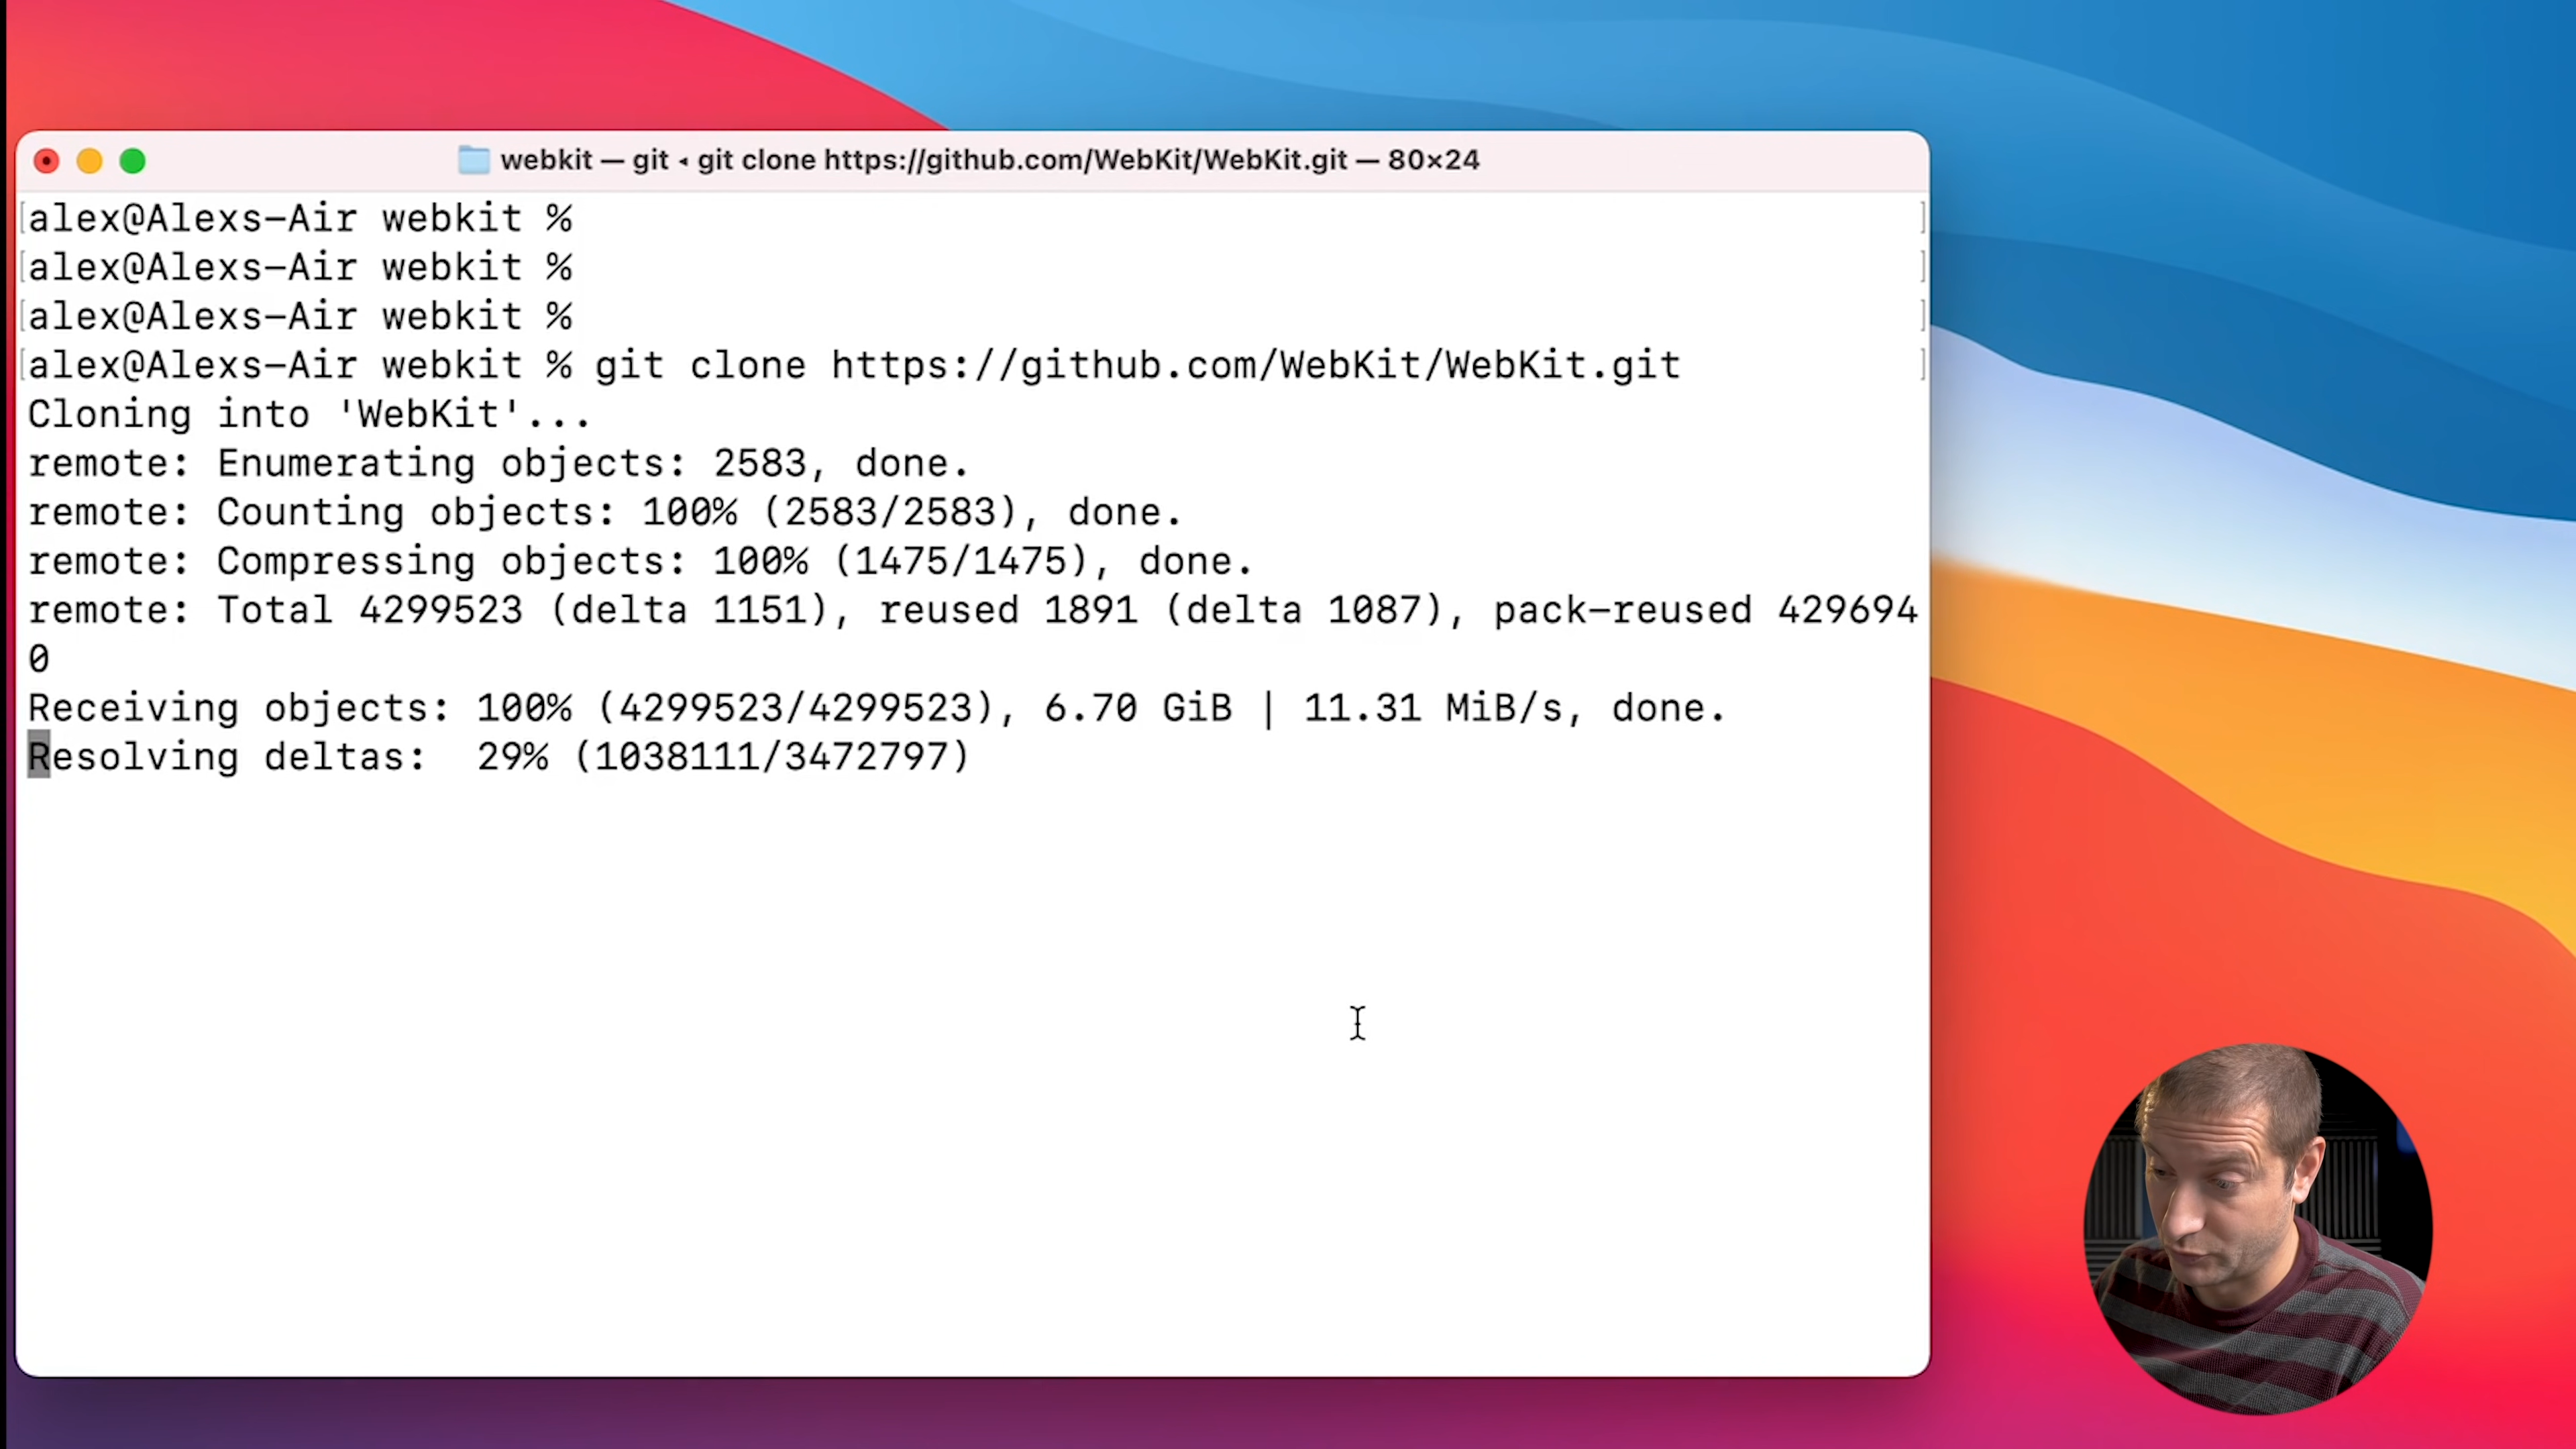 webkit — git ◂ git clone https://github.com/WebKit/WebKit.git — 80×24
[alex@Alexs-Air webkit % ]
[alex@Alexs-Air webkit % ]
[alex@Alexs-Air webkit % ]
[alex@Alexs-Air webkit % git clone https://github.com/WebKit/WebKit.git ]
Cloning into 'WebKit'...
remote: Enumerating objects: 2583, done.
remote: Counting objects: 100% (2583/2583), done.
remote: Compressing objects: 100% (1475/1475), done.
remote: Total 4299523 (delta 1151), reused 1891 (delta 1087), pack-reused 429694
0
Receiving objects: 100% (4299523/4299523), 6.70 GiB | 11.31 MiB/s, done.
Resolving deltas:  29% (1038111/3472797)